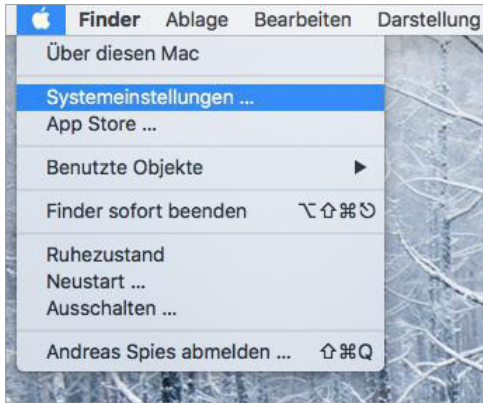 Finder Ablage Bearbeiten Darstellung
Über diesen Mac
Systemeinstellungen ...
App Store ...
Benutzte Objekte ▶
Finder sofort beenden ⌥⇧⌘⎋
Ruhezustand
Neustart ...
Ausschalten ...
Andreas Spies abmelden ... ⇧⌘Q